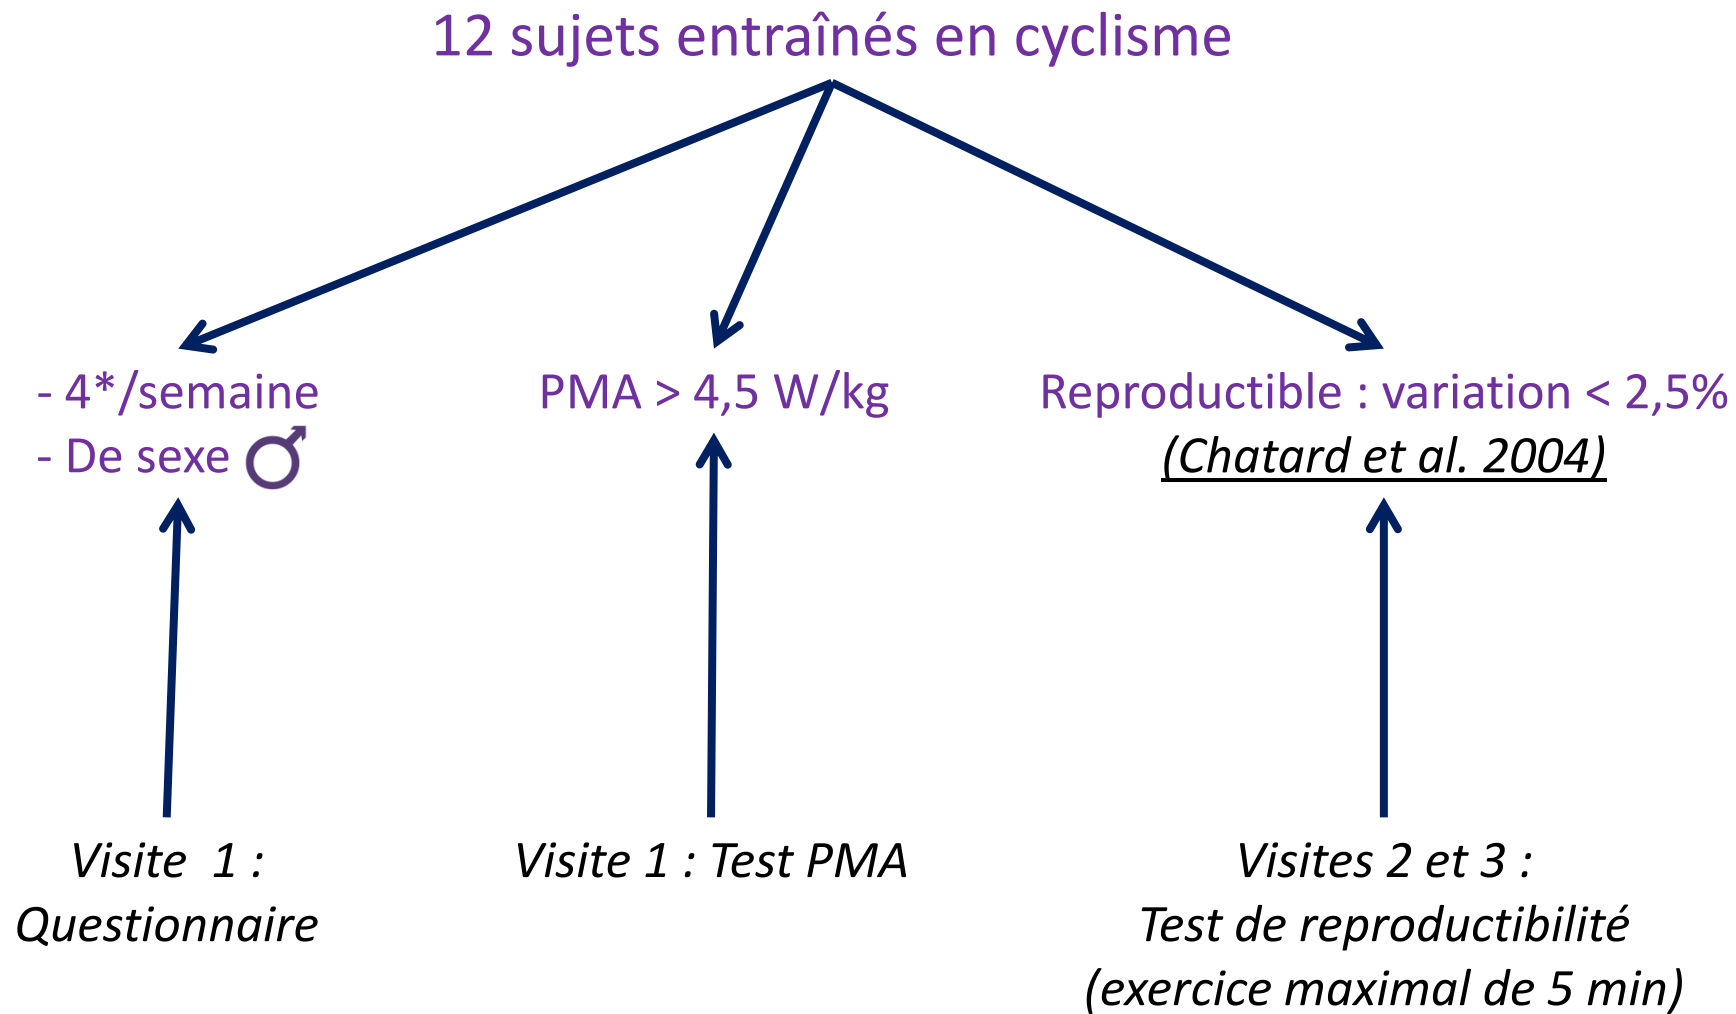 12 sujets entraînés en cyclisme
- 4*/semaine
- De sexe ♂
PMA > 4,5 W/kg
Reproductible : variation < 2,5%
(Chatard et al. 2004)
Visite 1 :
Questionnaire
Visite 1 : Test PMA
Visites 2 et 3 :
Test de reproductibilité
(exercice maximal de 5 min)